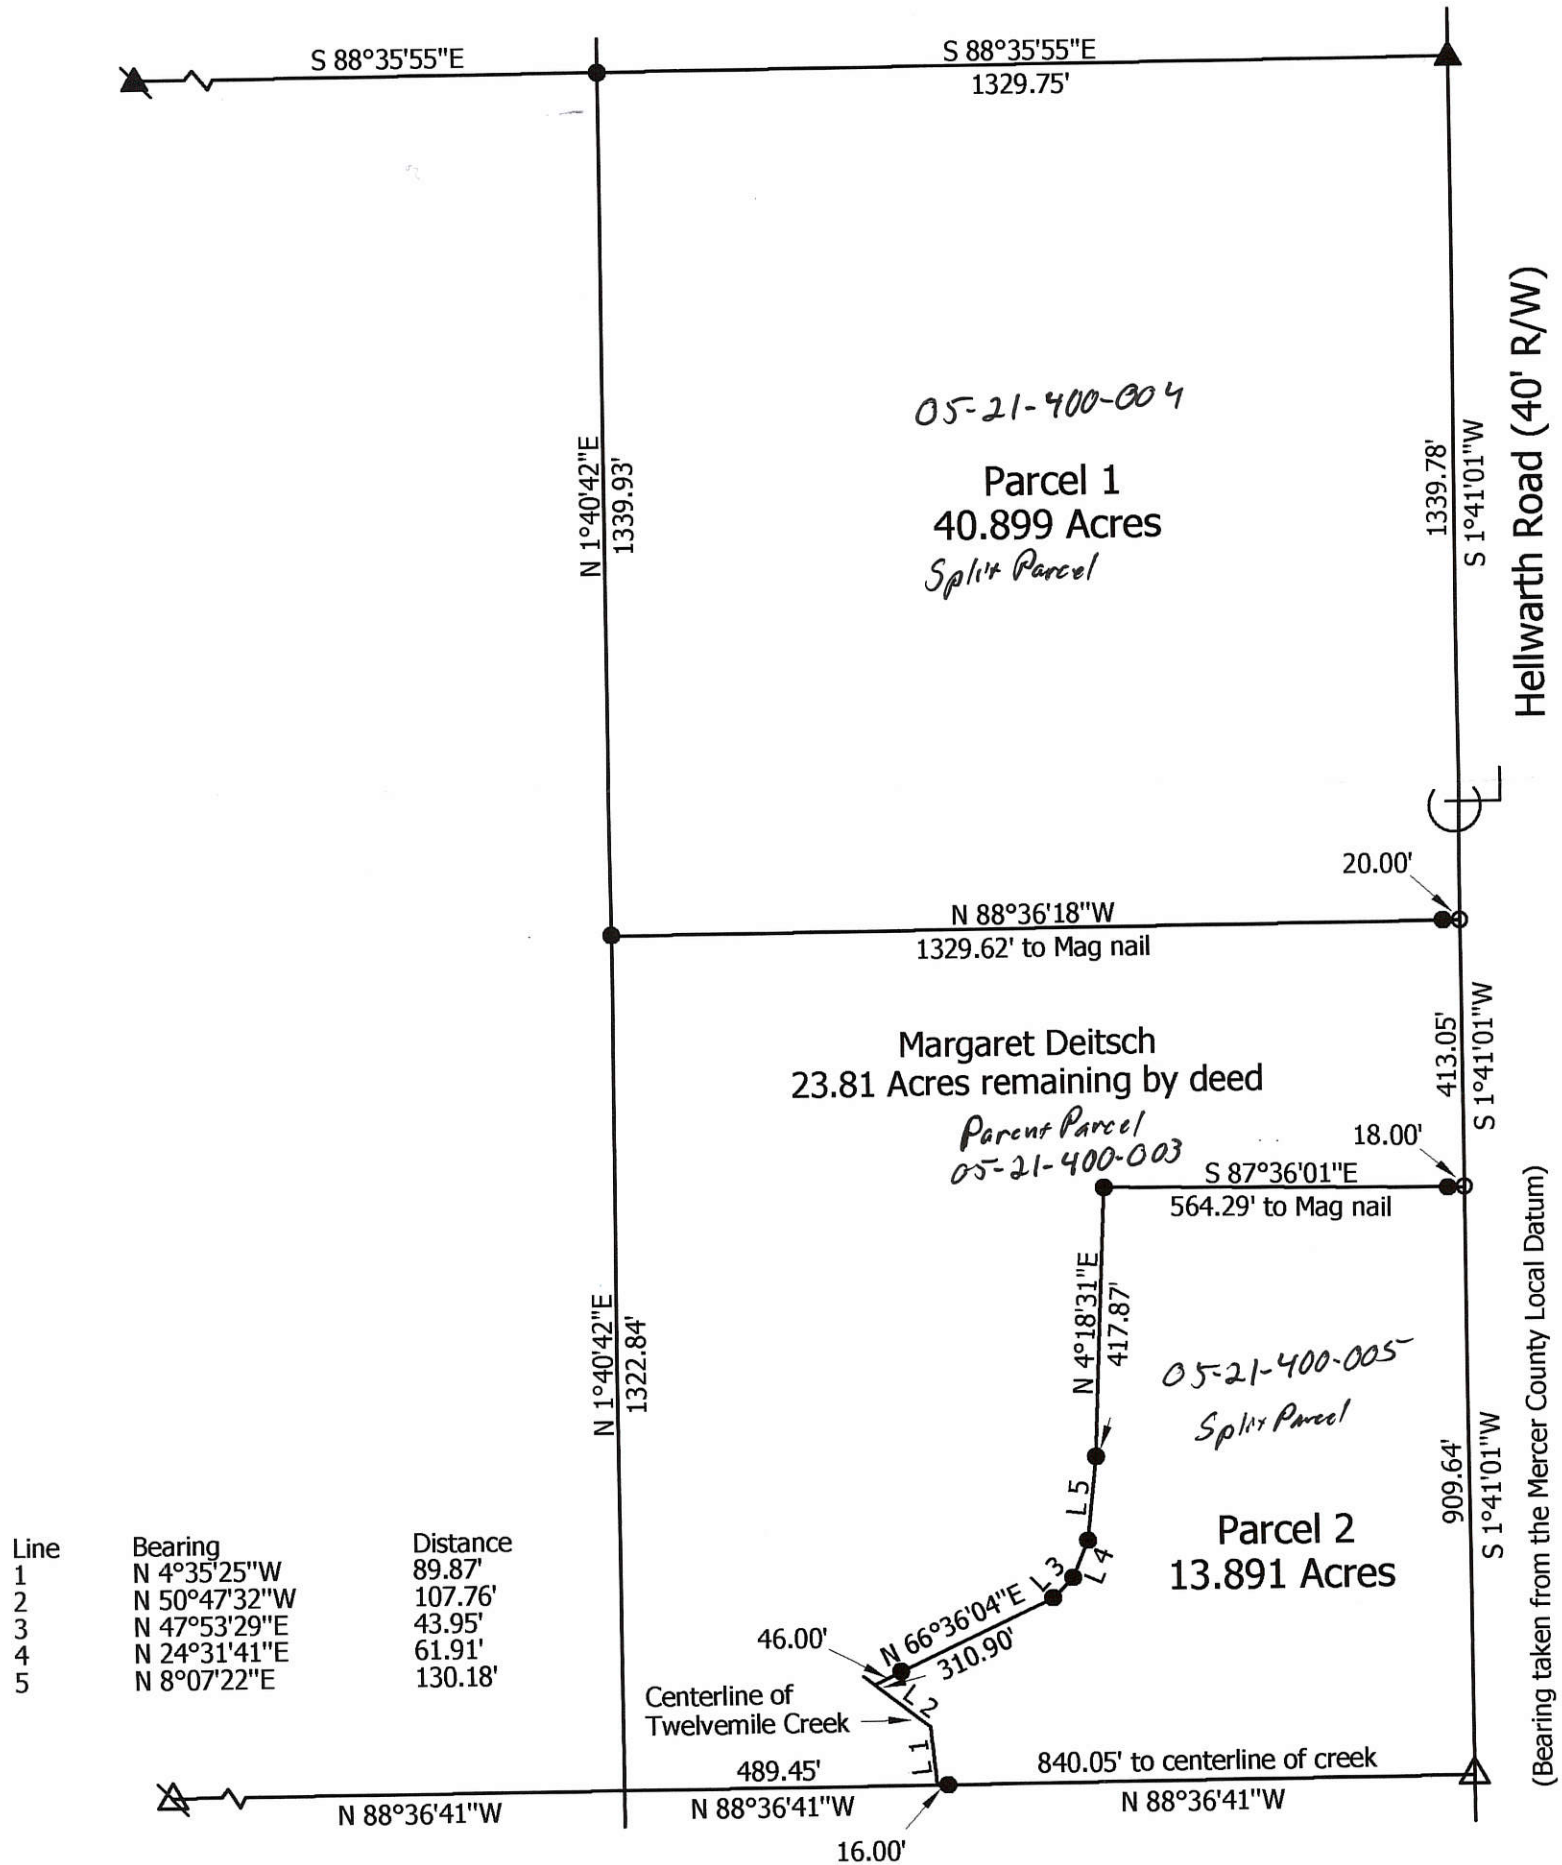 S 88°35'55"E
S 88°35'55"E
1329.75'
N 1°40'42"E
1339.93'
05-21-400-004
Parcel 1
40.899 Acres
Split Parcel
1339.78'
S 1°41'01"W
Hellwarth Road (40' R/W)
20.00'
N 88°36'18"W
1329.62' to Mag nail
Margaret Deitsch
23.81 Acres remaining by deed
Parent Parcel
05-21-400-003
413.05'
S 1°41'01"W
18.00'
S 87°36'01"E
564.29' to Mag nail
N 1°40'42"E
1322.84'
N 4°18'31"E
417.87'
05-21-400-005
Split Parcel
Parcel 2
13.891 Acres
909.64'
S 1°41'01"W
(Bearing taken from the Mercer County Local Datum)
L 5
L 4
L 3
N 66°36'04"E
310.90'
46.00'
L 2
Centerline of
Twelvemile Creek
L 1
Line Bearing Distance
1 N 4°35'25"W 89.87'
2 N 50°47'32"W 107.76'
3 N 47°53'29"E 43.95'
4 N 24°31'41"E 61.91'
5 N 8°07'22"E 130.18'
489.45'
840.05' to centerline of creek
N 88°36'41"W
N 88°36'41"W
N 88°36'41"W
16.00'